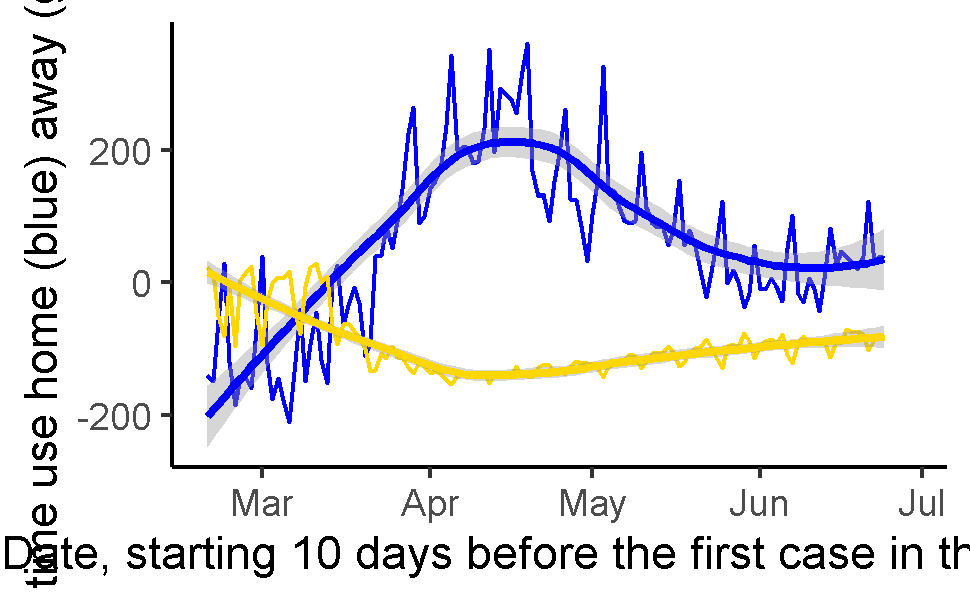 time use home (blue) away (
200
0
-200
Mar Apr May Jun Jul
Date, starting 10 days before the first case in th